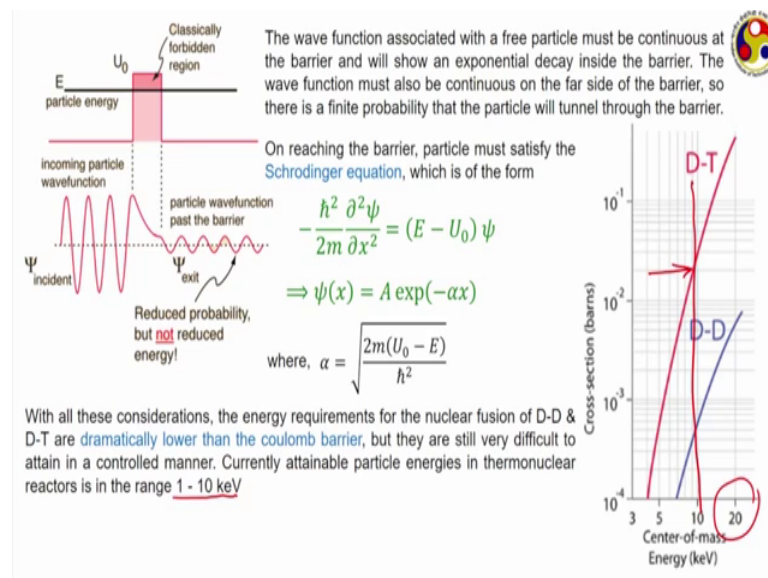 Classically
forbidden
region
U₀
E
particle energy
incoming particle
wavefunction
particle wavefunction
past the barrier
Ψ
incident
Ψ
exit
Reduced probability,
but not reduced
energy!
The wave function associated with a free particle must be continuous at
the barrier and will show an exponential decay inside the barrier. The
wave function must also be continuous on the far side of the barrier, so
there is a finite probability that the particle will tunnel through the barrier.
On reaching the barrier, particle must satisfy the
Schrodinger equation, which is of the form
−ħ²/2m ∂²ψ/∂x² = (E − U₀) ψ
⟹ ψ(x) = A exp(−αx)
where, α = √(2m(U₀ − E)/ħ²)
With all these considerations, the energy requirements for the nuclear fusion of D-D &
D-T are dramatically lower than the coulomb barrier, but they are still very difficult to
attain in a controlled manner. Currently attainable particle energies in thermonuclear
reactors is in the range 1 - 10 keV
D-T
D-D
Cross-section (barns)
10⁻¹
10⁻²
10⁻³
10⁻⁴
3 5 10 20
Center-of-mass
Energy (keV)